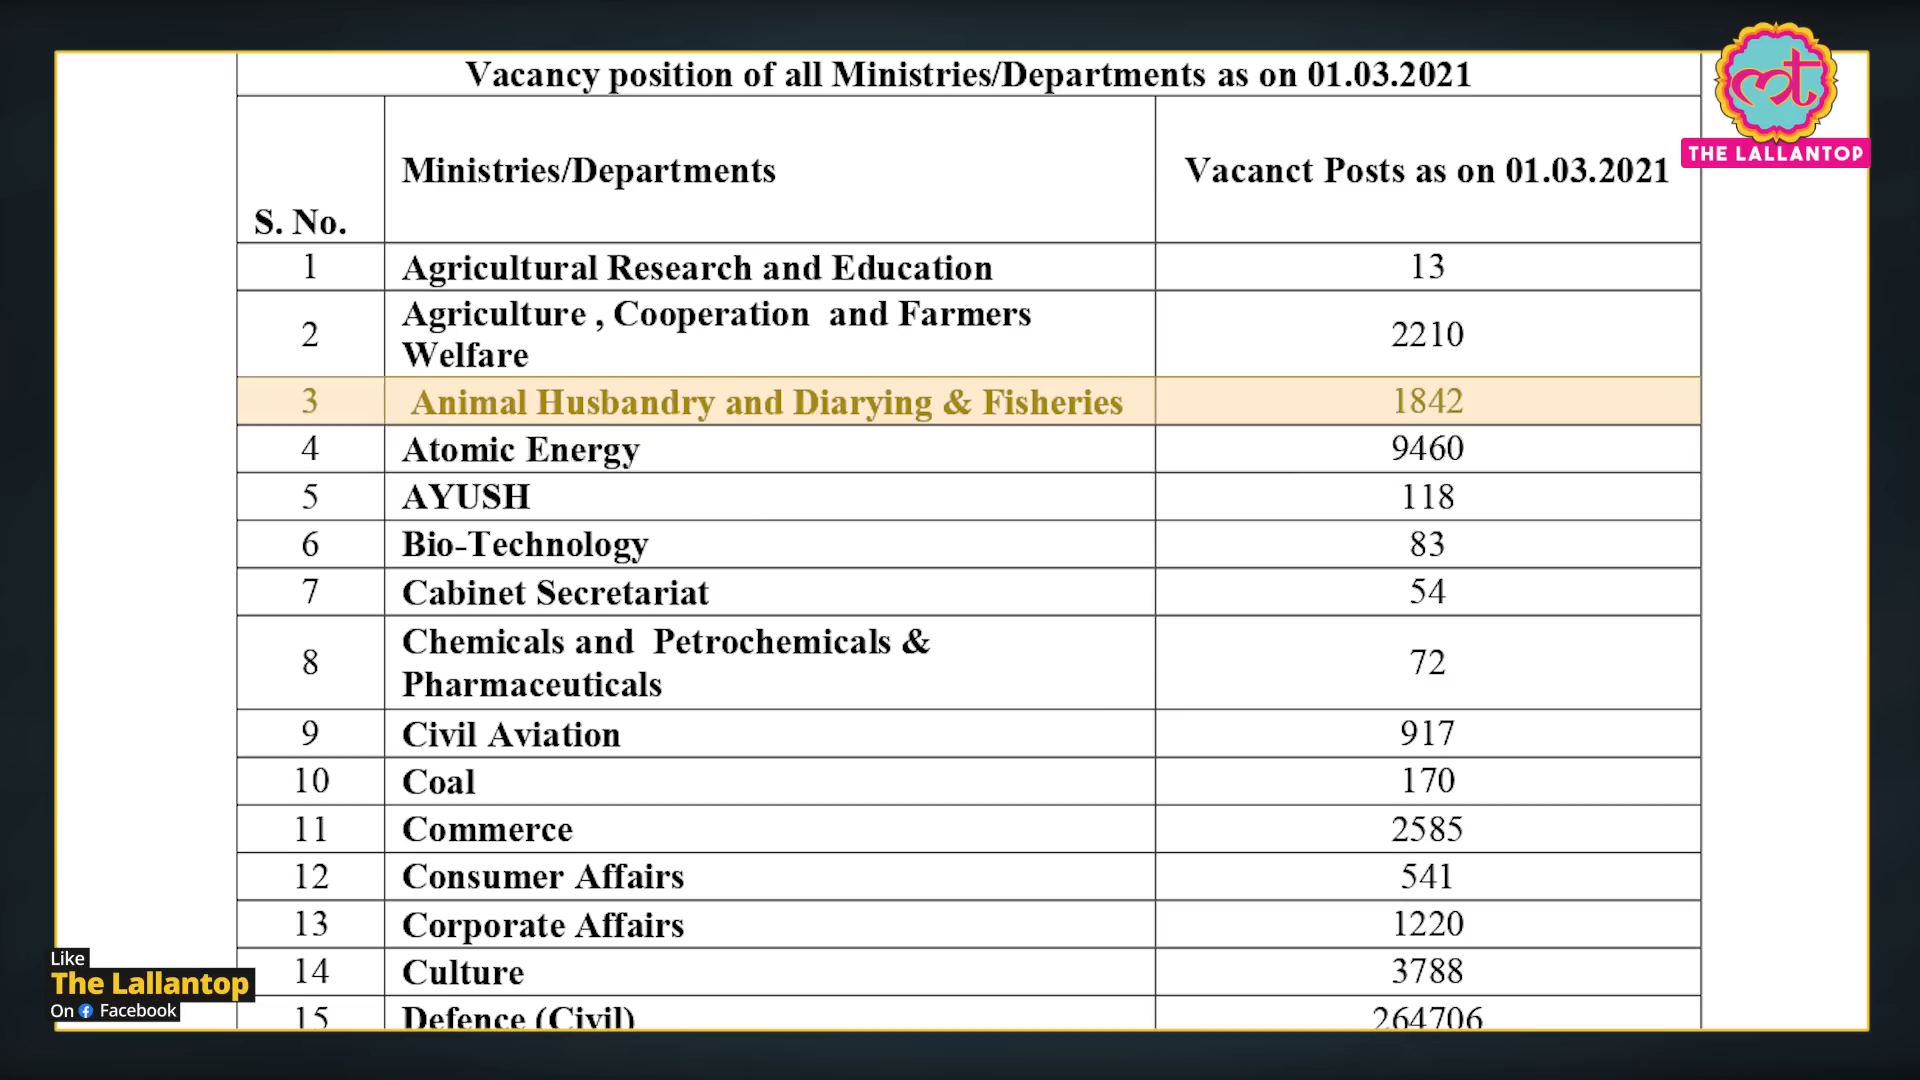 Vacancy position of all Ministries/Departments as on 01.03.2021
S. No. Ministries/Departments Vacanct Posts as on 01.03.2021
1 Agricultural Research and Education 13
2 Agriculture , Cooperation and Farmers Welfare 2210
3 Animal Husbandry and Diarying & Fisheries 1842
4 Atomic Energy 9460
5 AYUSH 118
6 Bio-Technology 83
7 Cabinet Secretariat 54
8 Chemicals and Petrochemicals & Pharmaceuticals 72
9 Civil Aviation 917
10 Coal 170
11 Commerce 2585
12 Consumer Affairs 541
13 Corporate Affairs 1220
14 Culture 3788
15 Defence (Civil) 264706
THE LALLANTOP
Like
The Lallantop
On Facebook